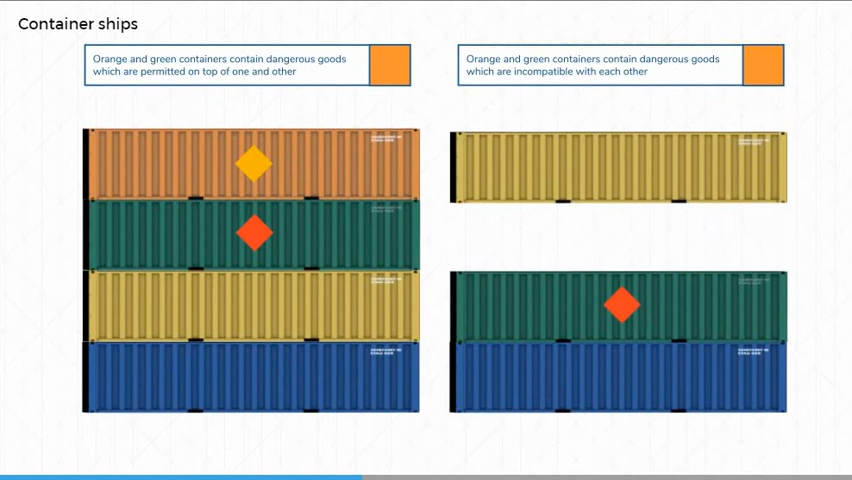 Container ships
Orange and green containers contain dangerous goods
which are permitted on top of one and other
Orange and green containers contain dangerous goods
which are incompatible with each other